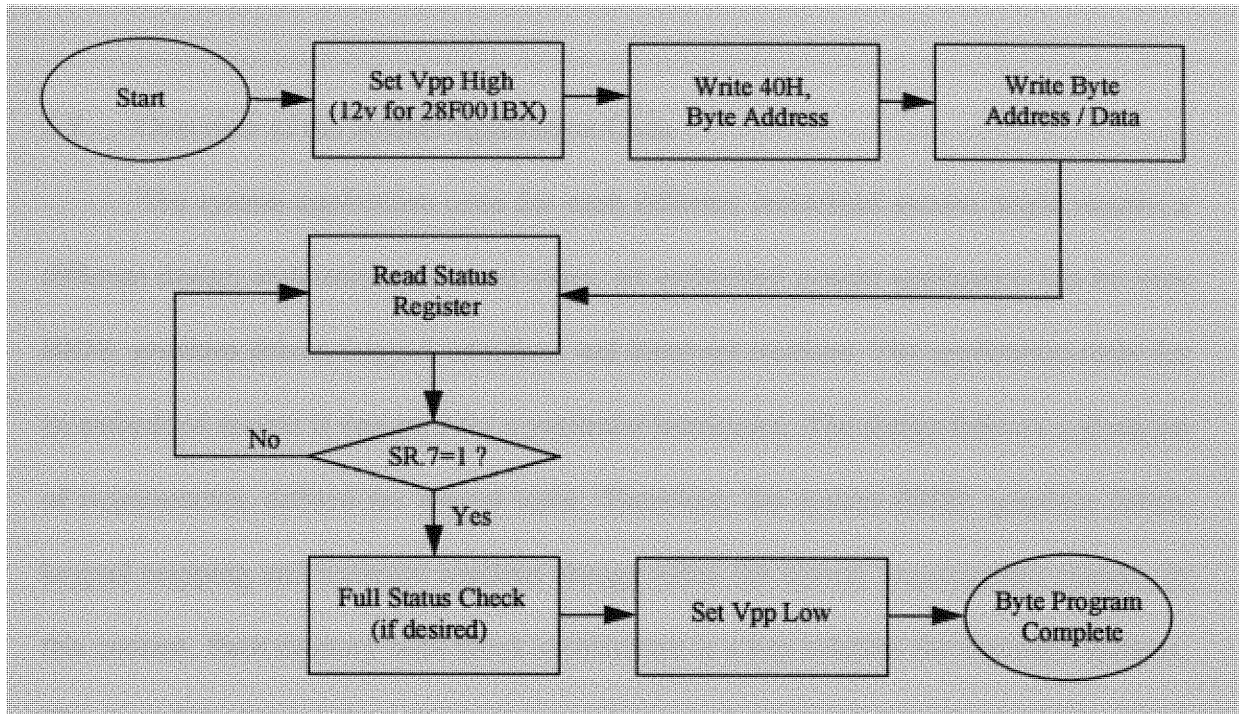 Start
Set Vpp High
(12v for 28F001BX)
Write 40H,
Byte Address
Write Byte
Address / Data
Read Status
Register
No
SR.7=1 ?
Yes
Full Status Check
(if desired)
Set Vpp Low
Byte Program
Complete